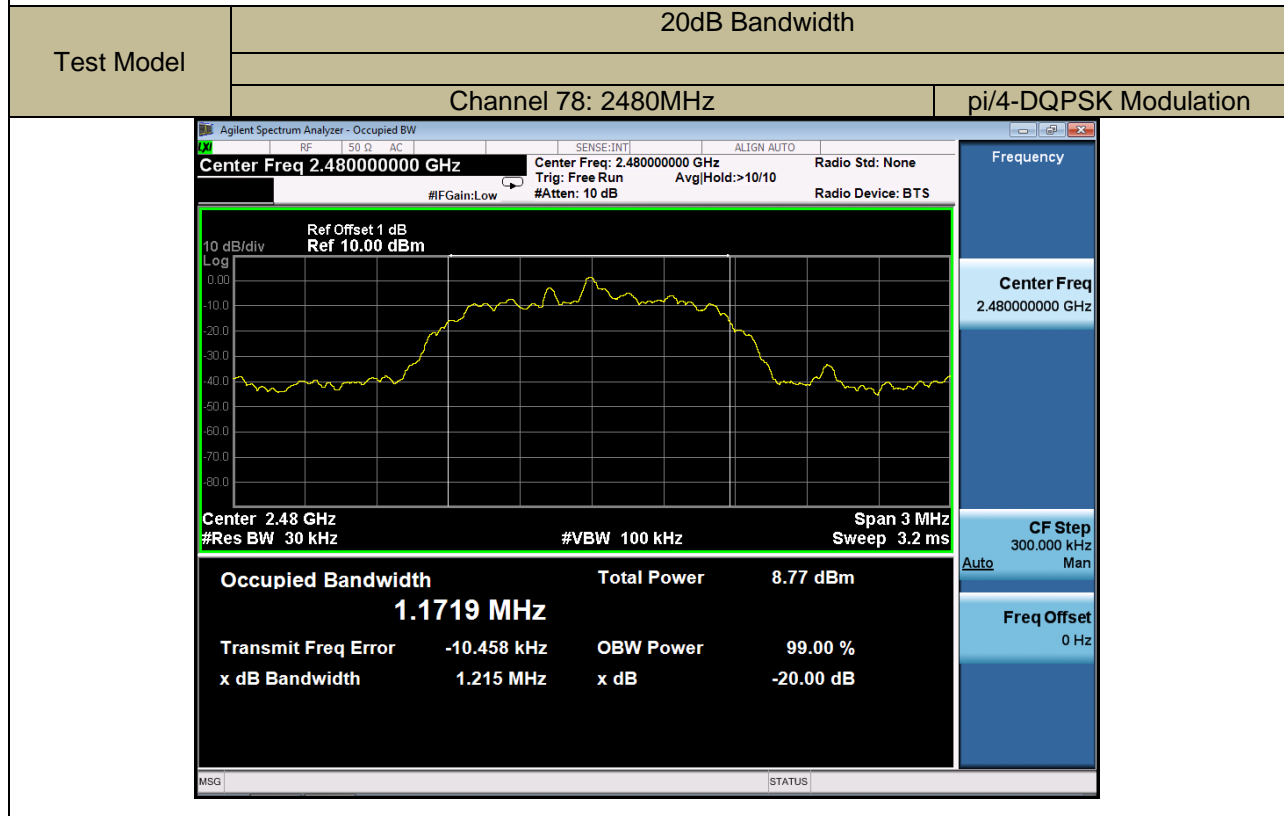 20dB Bandwidth
Test Model
Channel 78: 2480MHz
pi/4-DQPSK Modulation
Agilent Spectrum Analyzer - Occupied BW
LXI RF 50 Ω AC SENSE:INT ALIGN AUTO
Center Freq 2.480000000 GHz
Center Freq: 2.480000000 GHz
Radio Std: None
Trig: Free Run Avg|Hold:>10/10
#IFGain:Low
#Atten: 10 dB
Radio Device: BTS
Frequency
Ref Offset 1 dB
10 dB/div Ref 10.00 dBm
Log
0.00
-10.0
-20.0
-30.0
-40.0
-50.0
-60.0
-70.0
-80.0
Center 2.48 GHz
Span 3 MHz
#Res BW 30 kHz
#VBW 100 kHz
Sweep 3.2 ms
Center Freq
2.480000000 GHz
CF Step
300.000 kHz
Auto Man
Freq Offset
0 Hz
Occupied Bandwidth
1.1719 MHz
Total Power 8.77 dBm
Transmit Freq Error -10.458 kHz
OBW Power 99.00 %
x dB Bandwidth 1.215 MHz
x dB -20.00 dB
MSG
STATUS